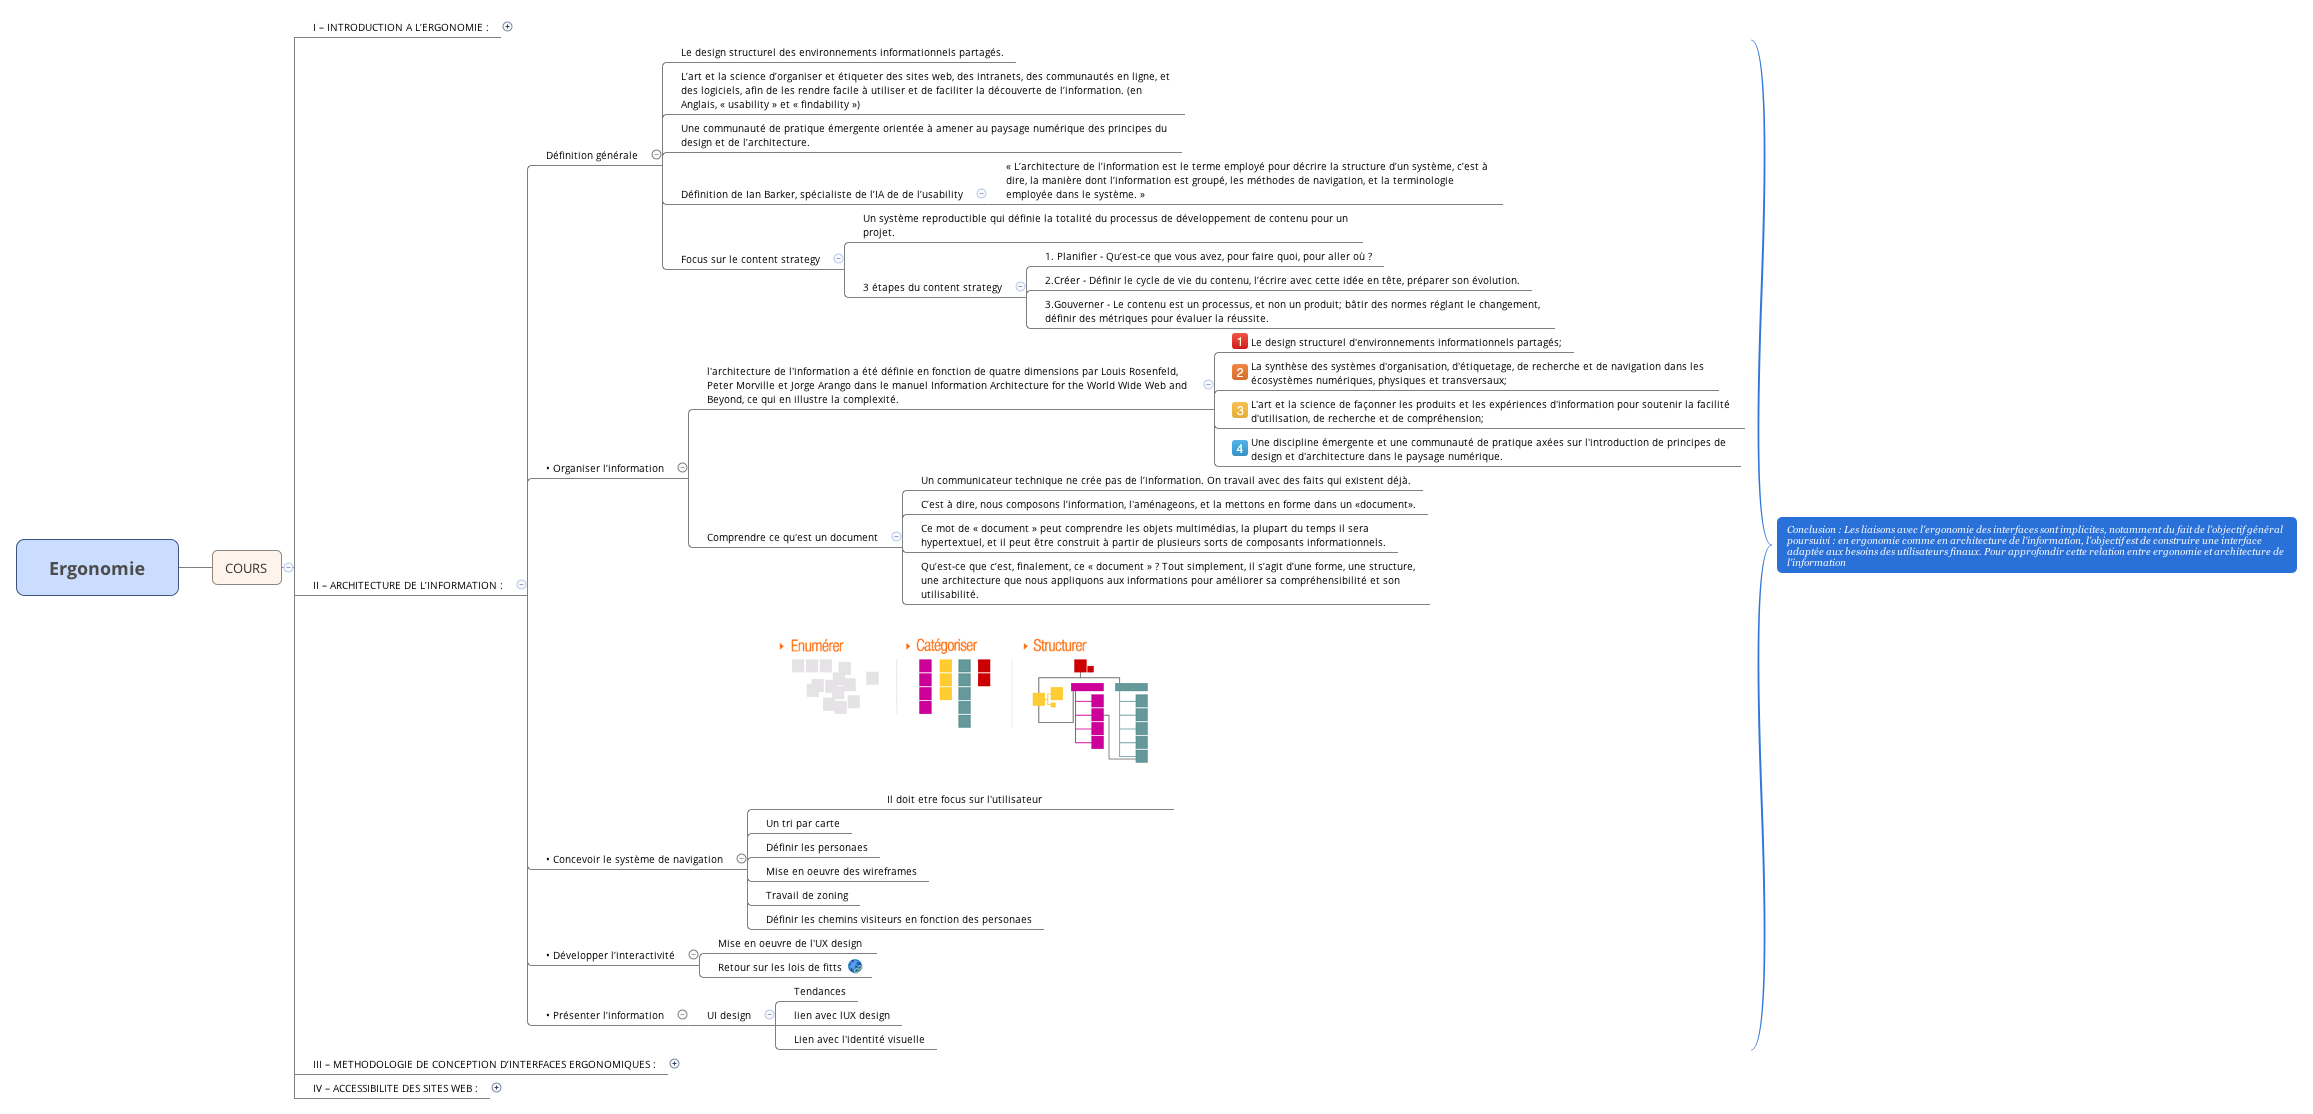 I – INTRODUCTION A L’ERGONOMIE :
Le design structurel des environnements informationnels partagés.
L’art et la science d’organiser et étiqueter des sites web, des intranets, des communautés en ligne, et
des logiciels, afin de les rendre facile à utiliser et de faciliter la découverte de l’information. (en
Anglais, « usability » et « findability »)
Une communauté de pratique émergente orientée à amener au paysage numérique des principes du
design et de l’architecture.
Définition générale
« L’architecture de l’information est le terme employé pour décrire la structure d’un système, c’est à
dire, la manière dont l’information est groupé, les méthodes de navigation, et la terminologie
employée dans le système. »
Définition de Ian Barker, spécialiste de l’IA de de l’usability
Un système reproductible qui définie la totalité du processus de développement de contenu pour un
projet.
Focus sur le content strategy
1. Planifier - Qu’est-ce que vous avez, pour faire quoi, pour aller où ?
2.Créer - Définir le cycle de vie du contenu, l’écrire avec cette idée en tête, préparer son évolution.
3 étapes du content strategy
3.Gouverner - Le contenu est un processus, et non un produit; bâtir des normes réglant le changement,
définir des métriques pour évaluer la réussite.
1 Le design structurel d'environnements informationnels partagés;
l'architecture de l'information a été définie en fonction de quatre dimensions par Louis Rosenfeld,
Peter Morville et Jorge Arango dans le manuel Information Architecture for the World Wide Web and
Beyond, ce qui en illustre la complexité.
2 La synthèse des systèmes d'organisation, d'étiquetage, de recherche et de navigation dans les
écosystèmes numériques, physiques et transversaux;
3 L'art et la science de façonner les produits et les expériences d'information pour soutenir la facilité
d'utilisation, de recherche et de compréhension;
4 Une discipline émergente et une communauté de pratique axées sur l'introduction de principes de
design et d'architecture dans le paysage numérique.
• Organiser l’information
Un communicateur technique ne crée pas de l’information. On travail avec des faits qui existent déjà.
C’est à dire, nous composons l’information, l'aménageons, et la mettons en forme dans un «document».
Ce mot de « document » peut comprendre les objets multimédias, la plupart du temps il sera
hypertextuel, et il peut être construit à partir de plusieurs sorts de composants informationnels.
Comprendre ce qu'est un document
Qu’est-ce que c’est, finalement, ce « document » ? Tout simplement, il s’agit d’une forme, une structure,
une architecture que nous appliquons aux informations pour améliorer sa compréhensibilité et son
utilisabilité.
Conclusion : Les liaisons avec l'ergonomie des interfaces sont implicites, notamment du fait de l'objectif général
poursuivi : en ergonomie comme en architecture de l'information, l'objectif est de construire une interface
adaptée aux besoins des utilisateurs finaux. Pour approfondir cette relation entre ergonomie et architecture de
l'information
Ergonomie
COURS
II – ARCHITECTURE DE L’INFORMATION :
Enumérer
Catégoriser
Structurer
Il doit etre focus sur l'utilisateur
Un tri par carte
Définir les personaes
• Concevoir le système de navigation
Mise en oeuvre des wireframes
Travail de zoning
Définir les chemins visiteurs en fonction des personaes
Mise en oeuvre de l'UX design
• Développer l’interactivité
Retour sur les lois de fitts
Tendances
• Présenter l’information
UI design
lien avec lUX design
Lien avec l'identité visuelle
III – METHODOLOGIE DE CONCEPTION D’INTERFACES ERGONOMIQUES :
IV – ACCESSIBILITE DES SITES WEB :